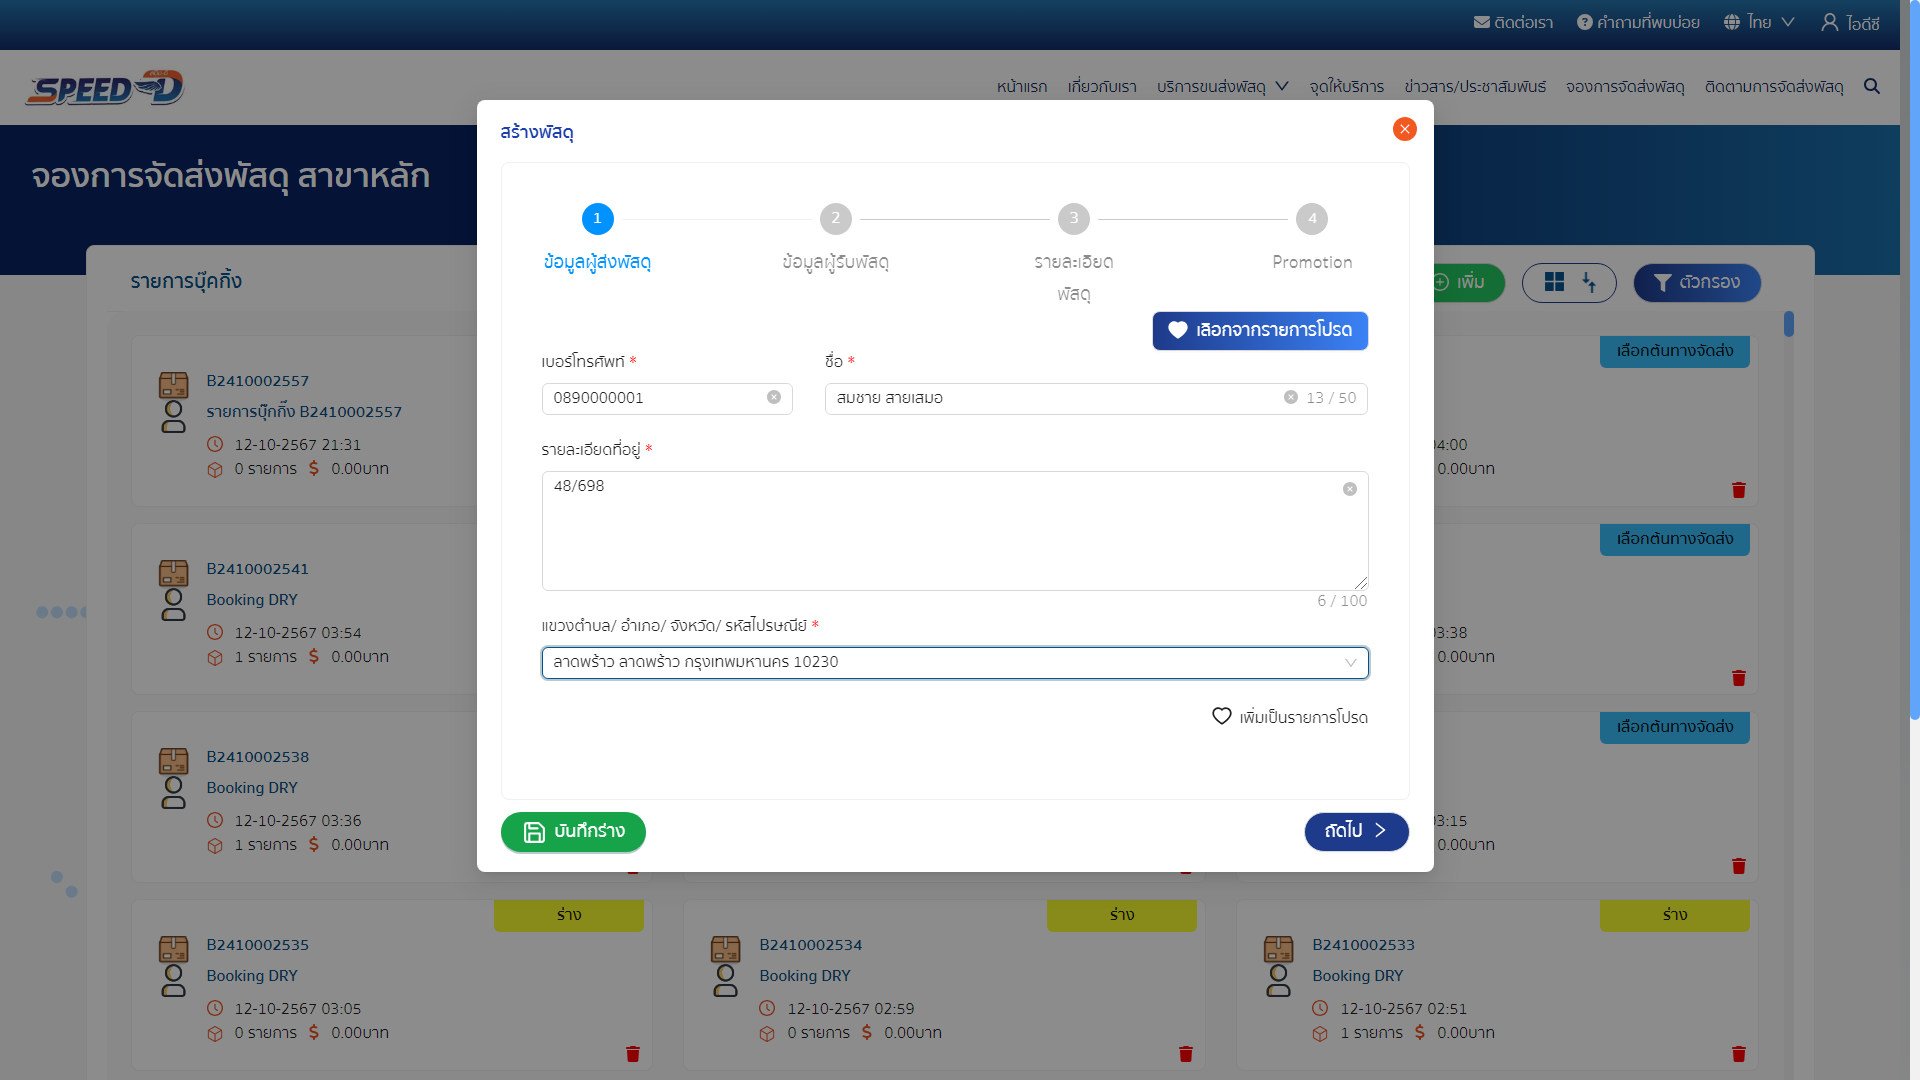 ติดต่อเรา คำถามที่พบบ่อย ไทย ไอดีซี
SPEED-D
หน้าแรก เกี่ยวกับเรา บริการขนส่งพัสดุ จุดให้บริการ ข่าวสาร/ประชาสัมพันธ์ จองการจัดส่งพัสดุ ติดตามการจัดส่งพัสดุ
จองการจัดส่งพัสดุ สาขาหลัก
รายการบุ๊คกิ้ง
เพิ่ม
ตัวกรอง
สร้างพัสดุ
1 2 3 4
ข้อมูลผู้ส่งพัสดุ
ข้อมูลผู้รับพัสดุ
รายละเอียด
พัสดุ
Promotion
เลือกจากรายการโปรด
เบอร์โทรศัพท์ *
ชื่อ *
0890000001
สมชาย สายเสมอ
13 / 50
รายละเอียดที่อยู่ *
48/698
6 / 100
แขวงตำบล/ อำเภอ/ จังหวัด/ รหัสไปรษณีย์ *
ลาดพร้าว ลาดพร้าว กรุงเทพมหานคร 10230
เพิ่มเป็นรายการโปรด
บันทึกร่าง
ถัดไป
B2410002557
รายการบุ๊กกิ๊ง B2410002557
12-10-2567 21:31
0 รายการ $ 0.00บาท
เลือกต้นทางจัดส่ง
04:00
0.00บาท
B2410002541
Booking DRY
12-10-2567 03:54
1 รายการ $ 0.00บาท
เลือกต้นทางจัดส่ง
03:38
0.00บาท
B2410002538
Booking DRY
12-10-2567 03:36
1 รายการ $ 0.00บาท
เลือกต้นทางจัดส่ง
03:15
0.00บาท
ร่าง
B2410002535
Booking DRY
12-10-2567 03:05
0 รายการ $ 0.00บาท
ร่าง
B2410002534
Booking DRY
12-10-2567 02:59
0 รายการ $ 0.00บาท
ร่าง
B2410002533
Booking DRY
12-10-2567 02:51
1 รายการ $ 0.00บาท